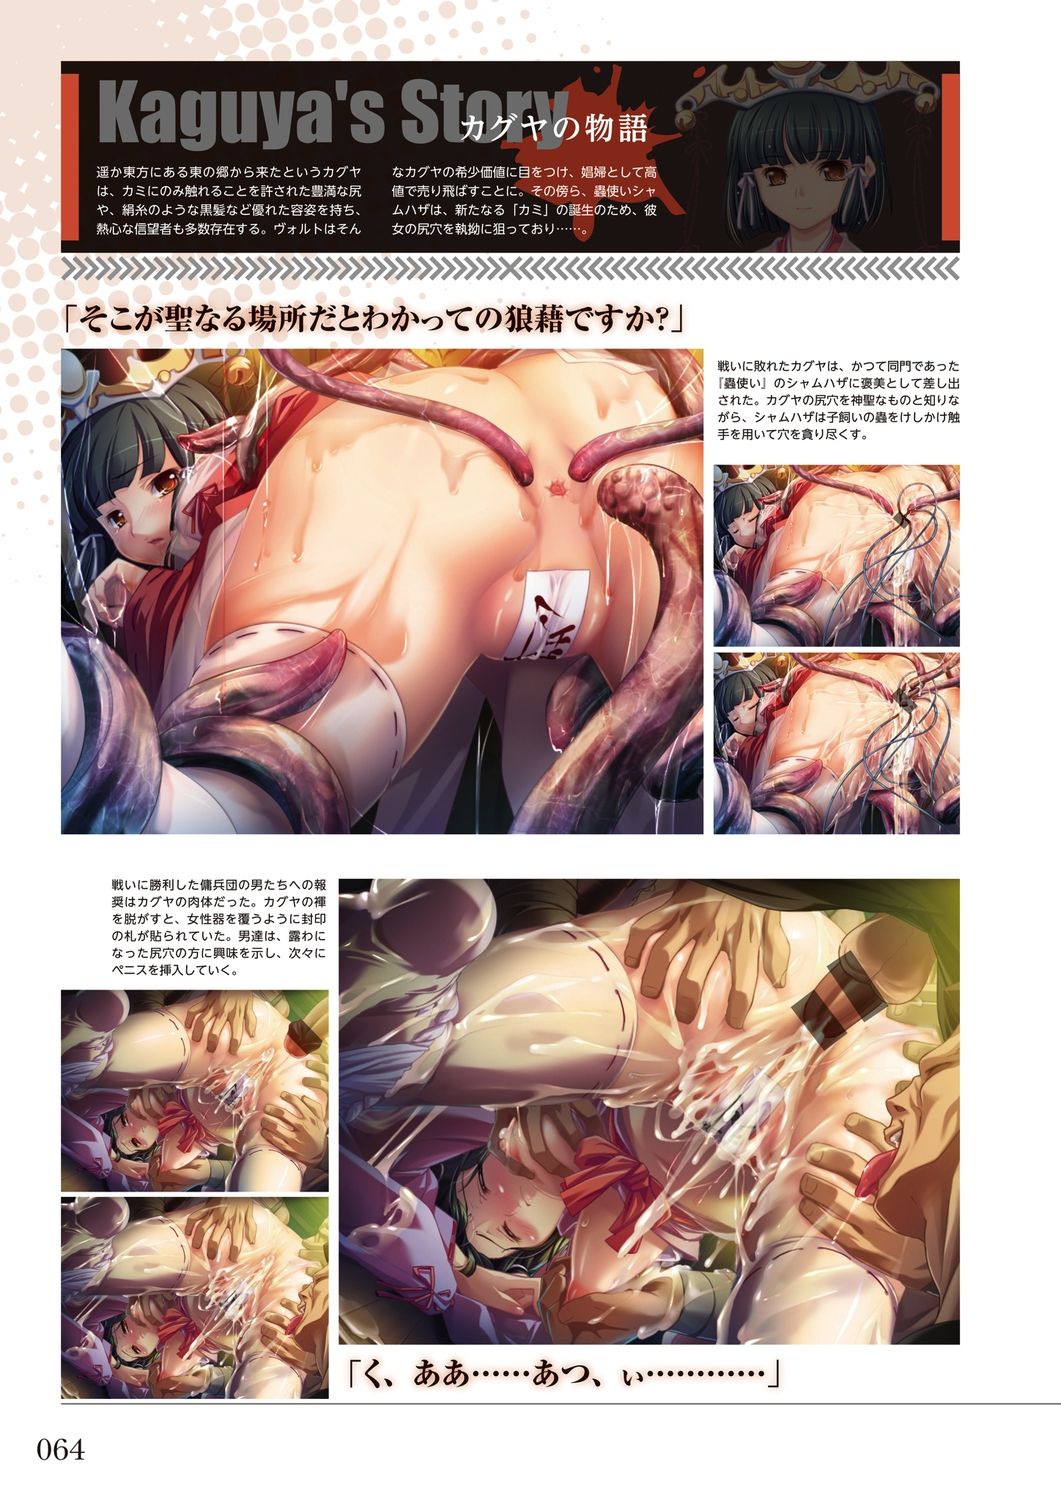 Kaguya's Story
カグヤの物語
遥か東方にある東の郷から来たというカグヤ
は、カミにのみ触れることを許された豊満な尻
や、絹糸のような黒髪など優れた容姿を持ち、
熱心な信望者も多数存在する。ヴォルトはそん
なカグヤの希少価値に目をつけ、娼婦として高
値で売り飛ばすことに。その傍ら、蟲使いシャ
ムハザは、新たなる「カミ」の誕生のため、彼
女の尻穴を執拗に狙っており……。
「そこが聖なる場所だとわかっての狼藉ですか?」
戦いに敗れたカグヤは、かつて同門であった
『蟲使い』のシャムハザに褒美として差し出
された。カグヤの尻穴を神聖なものと知りな
がら、シャムハザは子飼いの蟲をけしかけ触
手を用いて穴を貪り尽くす。
戦いに勝利した傭兵団の男たちへの報
奨はカグヤの肉体だった。カグヤの褌
を脱がすと、女性器を覆うように封印
の札が貼られていた。男達は、露わに
なった尻穴の方に興味を示し、次々に
ペニスを挿入していく。
「く、ああ……あつ、ぃ…………」
064